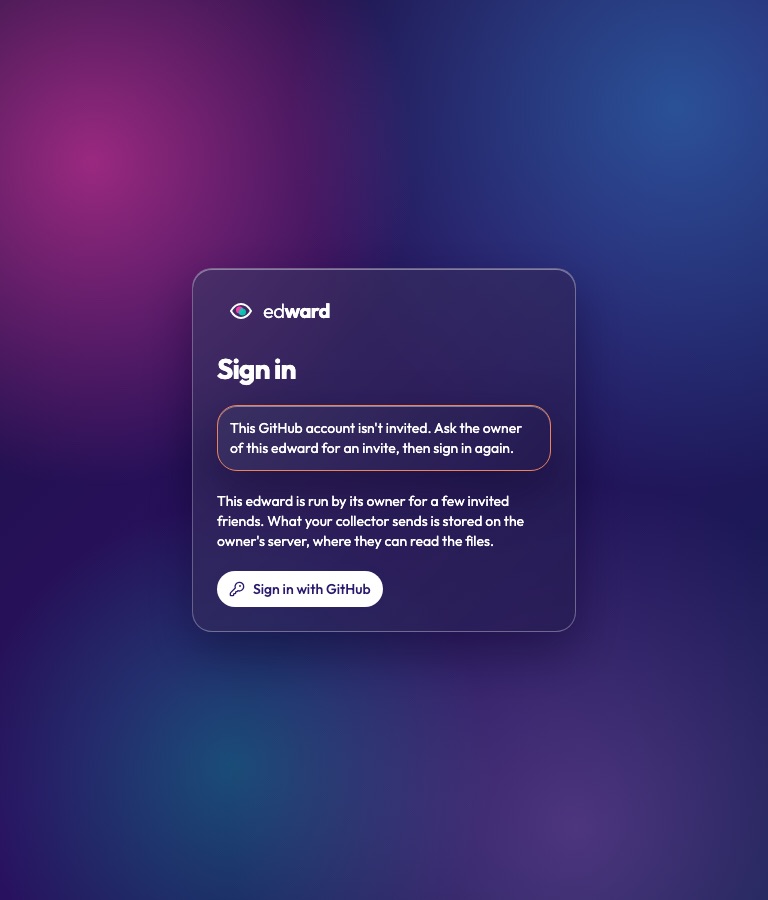 edward
Sign in
This GitHub account isn't invited. Ask the owner
of this edward for an invite, then sign in again.
This edward is run by its owner for a few invited
friends. What your collector sends is stored on the
owner's server, where they can read the files.
Sign in with GitHub